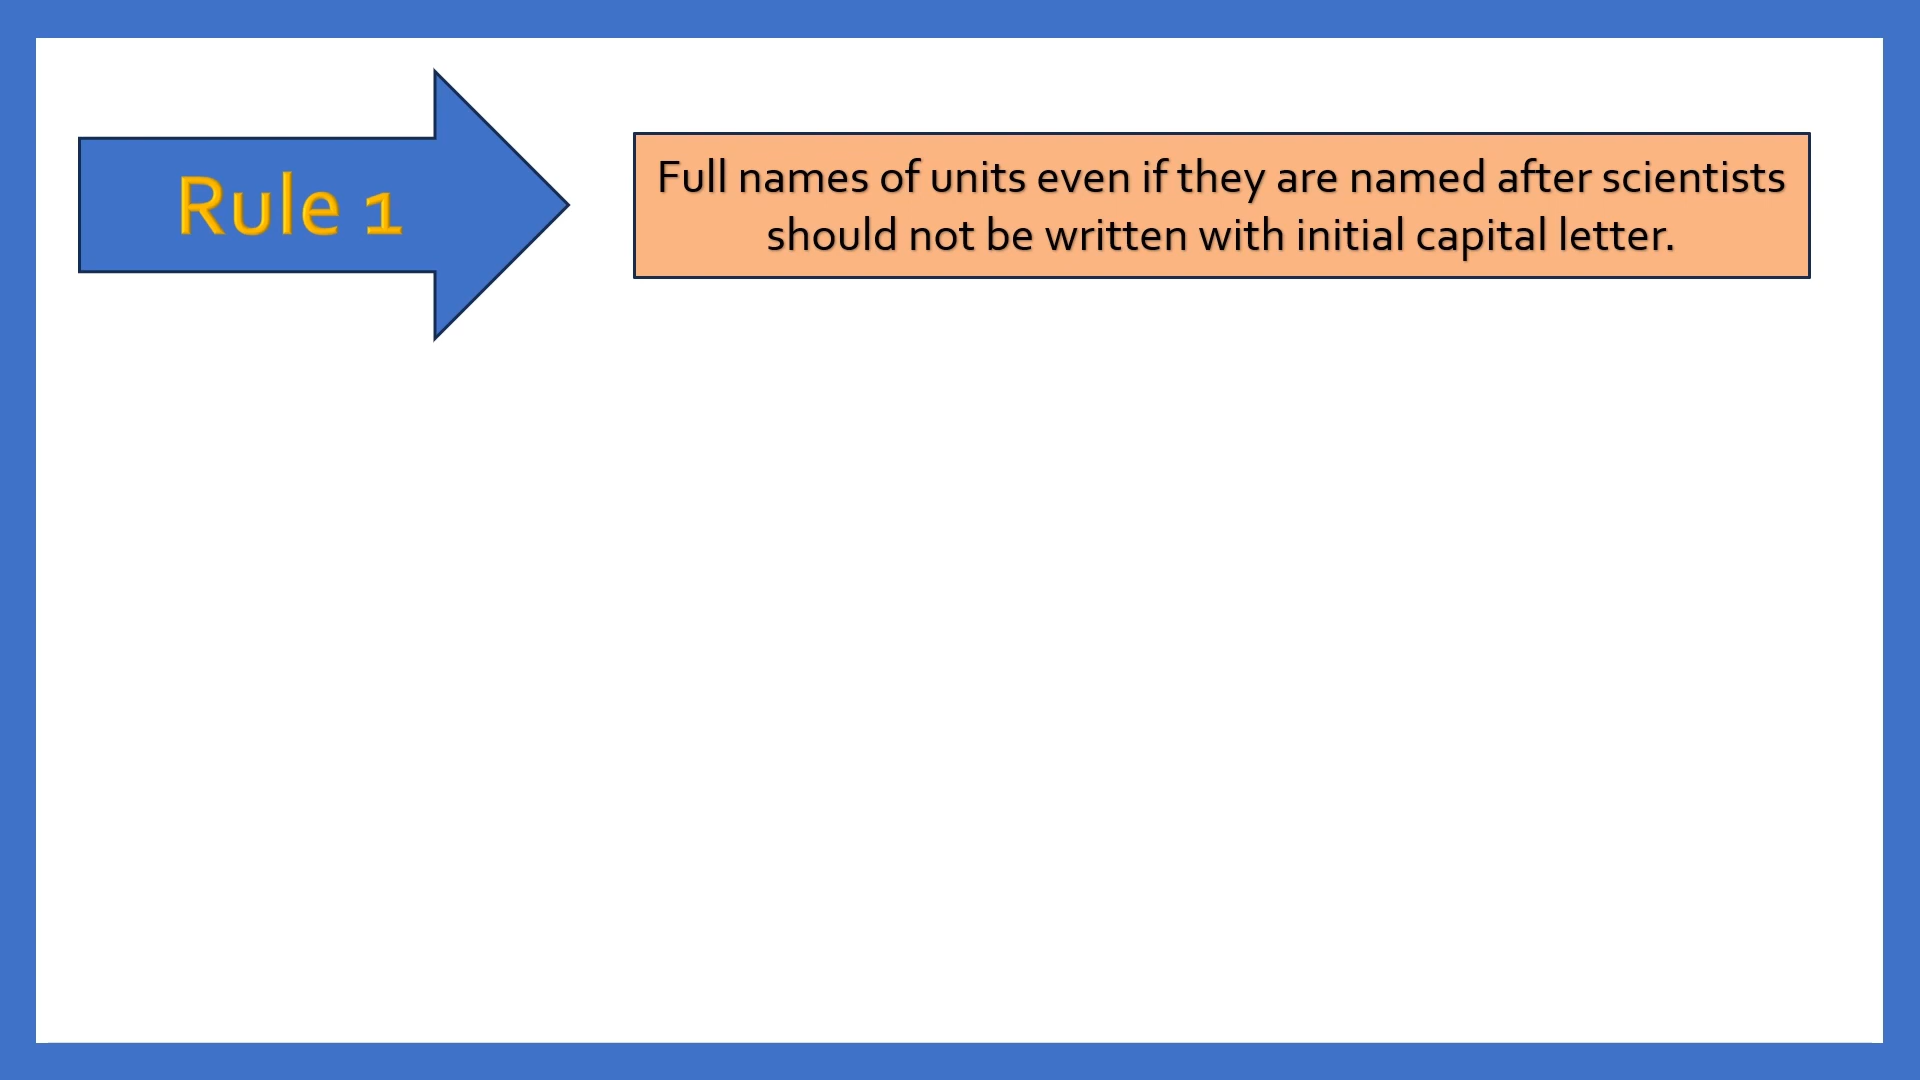 Rule 1
Full names of units even if they are named after scientists
should not be written with initial capital letter.